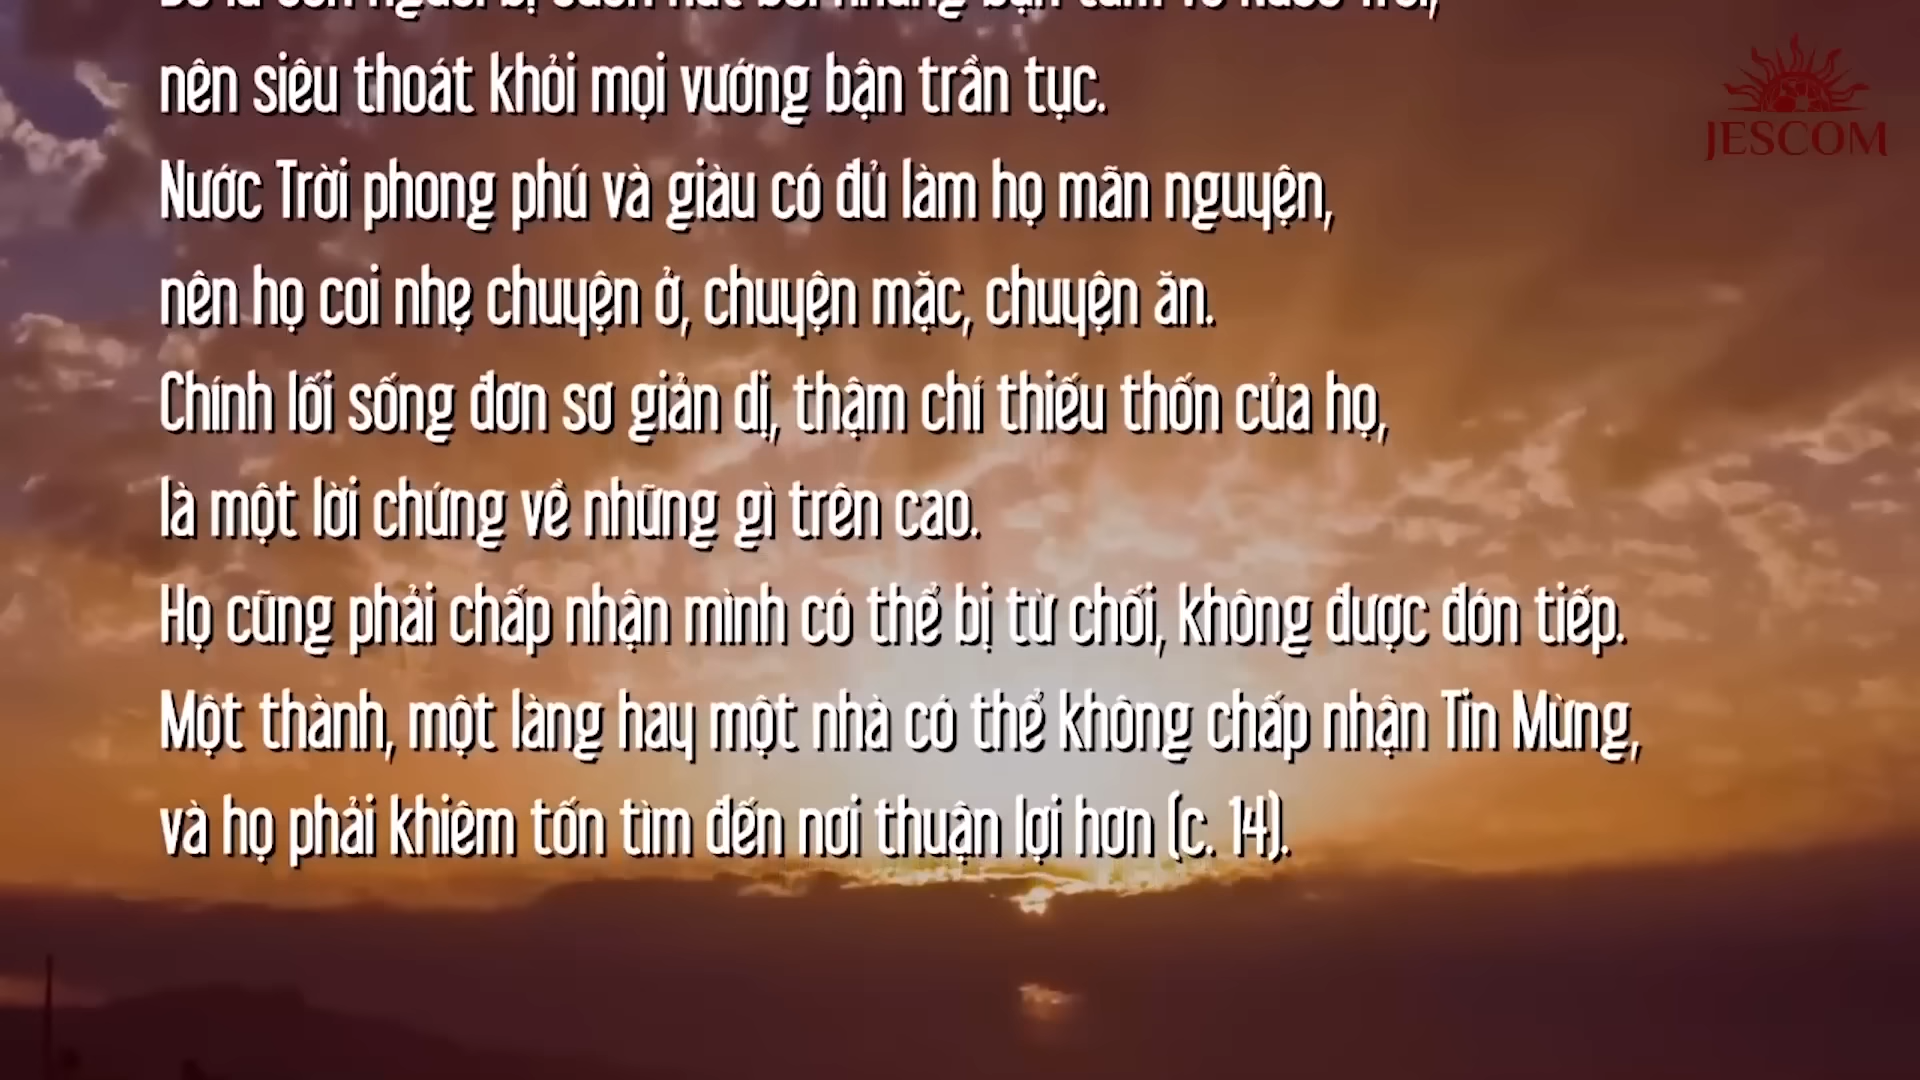 nên siêu thoát khỏi mọi vướng bận trần tục.
JESCOM
Nước Trời phong phú và giàu có đủ làm họ mãn nguyện,
nên họ coi nhẹ chuyện ở, chuyện mặc, chuyện ăn.
Chính lối sống đơn sơ giản dị, thậm chí thiếu thốn của họ,
là một lời chứng về những gì trên cao.
Họ cũng phải chấp nhận mình có thể bị từ chối, không được đón tiếp.
Một thành, một làng hay một nhà có thể không chấp nhận Tin Mừng,
và họ phải khiêm tốn tìm đến nơi thuận lợi hơn (c. 14).